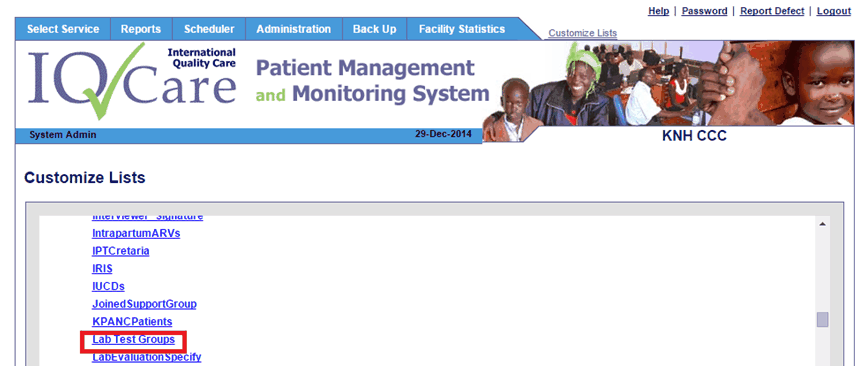 Help | Password | Report Defect | Logout
Select Service Reports Scheduler Administration Back Up Facility Statistics Customize Lists
IQCare
International
Quality Care
Patient Management
and Monitoring System
System Admin 29-Dec-2014 KNH CCC
Customize Lists
Interviewer_Signature
IntrapartumARVs
IPTCretaria
IRIS
IUCDs
JoinedSupportGroup
KPANCPatients
Lab Test Groups
LabEvaluationSpecify